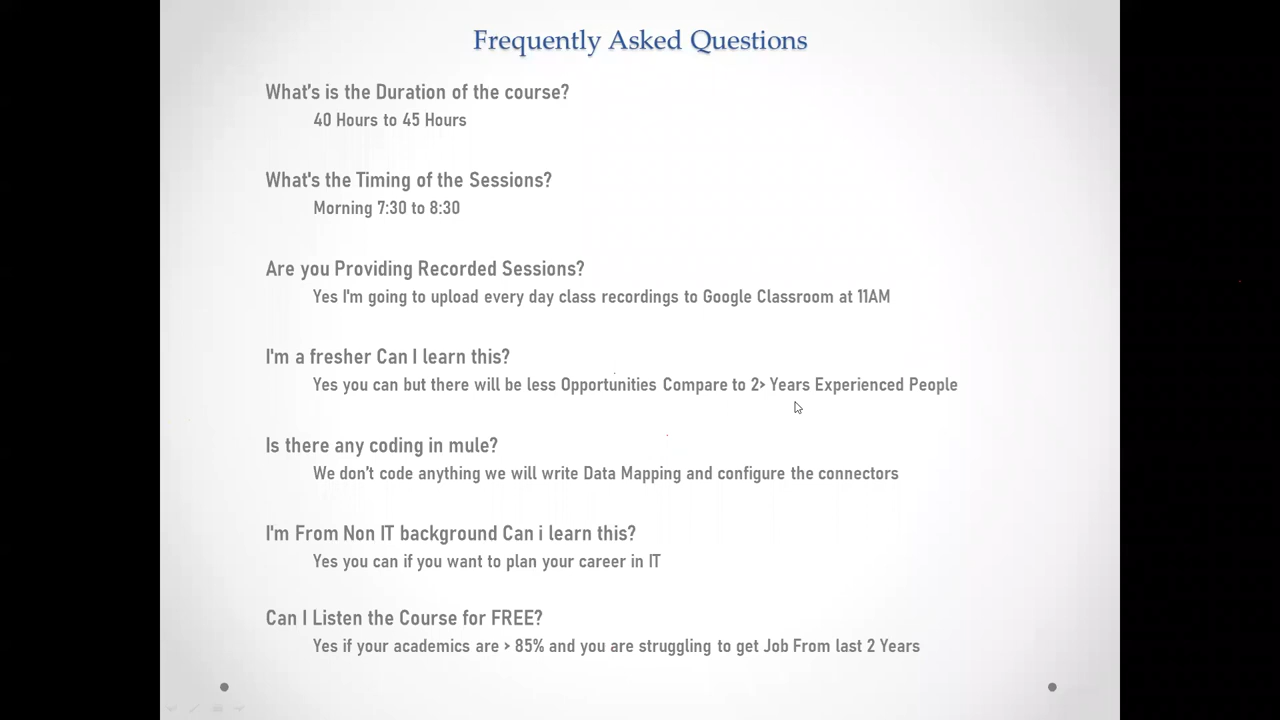 Frequently Asked Questions
What's is the Duration of the course?
40 Hours to 45 Hours
What's the Timing of the Sessions?
Morning 7:30 to 8:30
Are you Providing Recorded Sessions?
Yes I'm going to upload every day class recordings to Google Classroom at 11AM
I'm a fresher Can I learn this?
Yes you can but there will be less Opportunities Compare to 2> Years Experienced People
Is there any coding in mule?
We don't code anything we will write Data Mapping and configure the connectors
I'm From Non IT background Can i learn this?
Yes you can if you want to plan your career in IT
Can I Listen the Course for FREE?
Yes if your academics are > 85% and you are struggling to get Job From last 2 Years